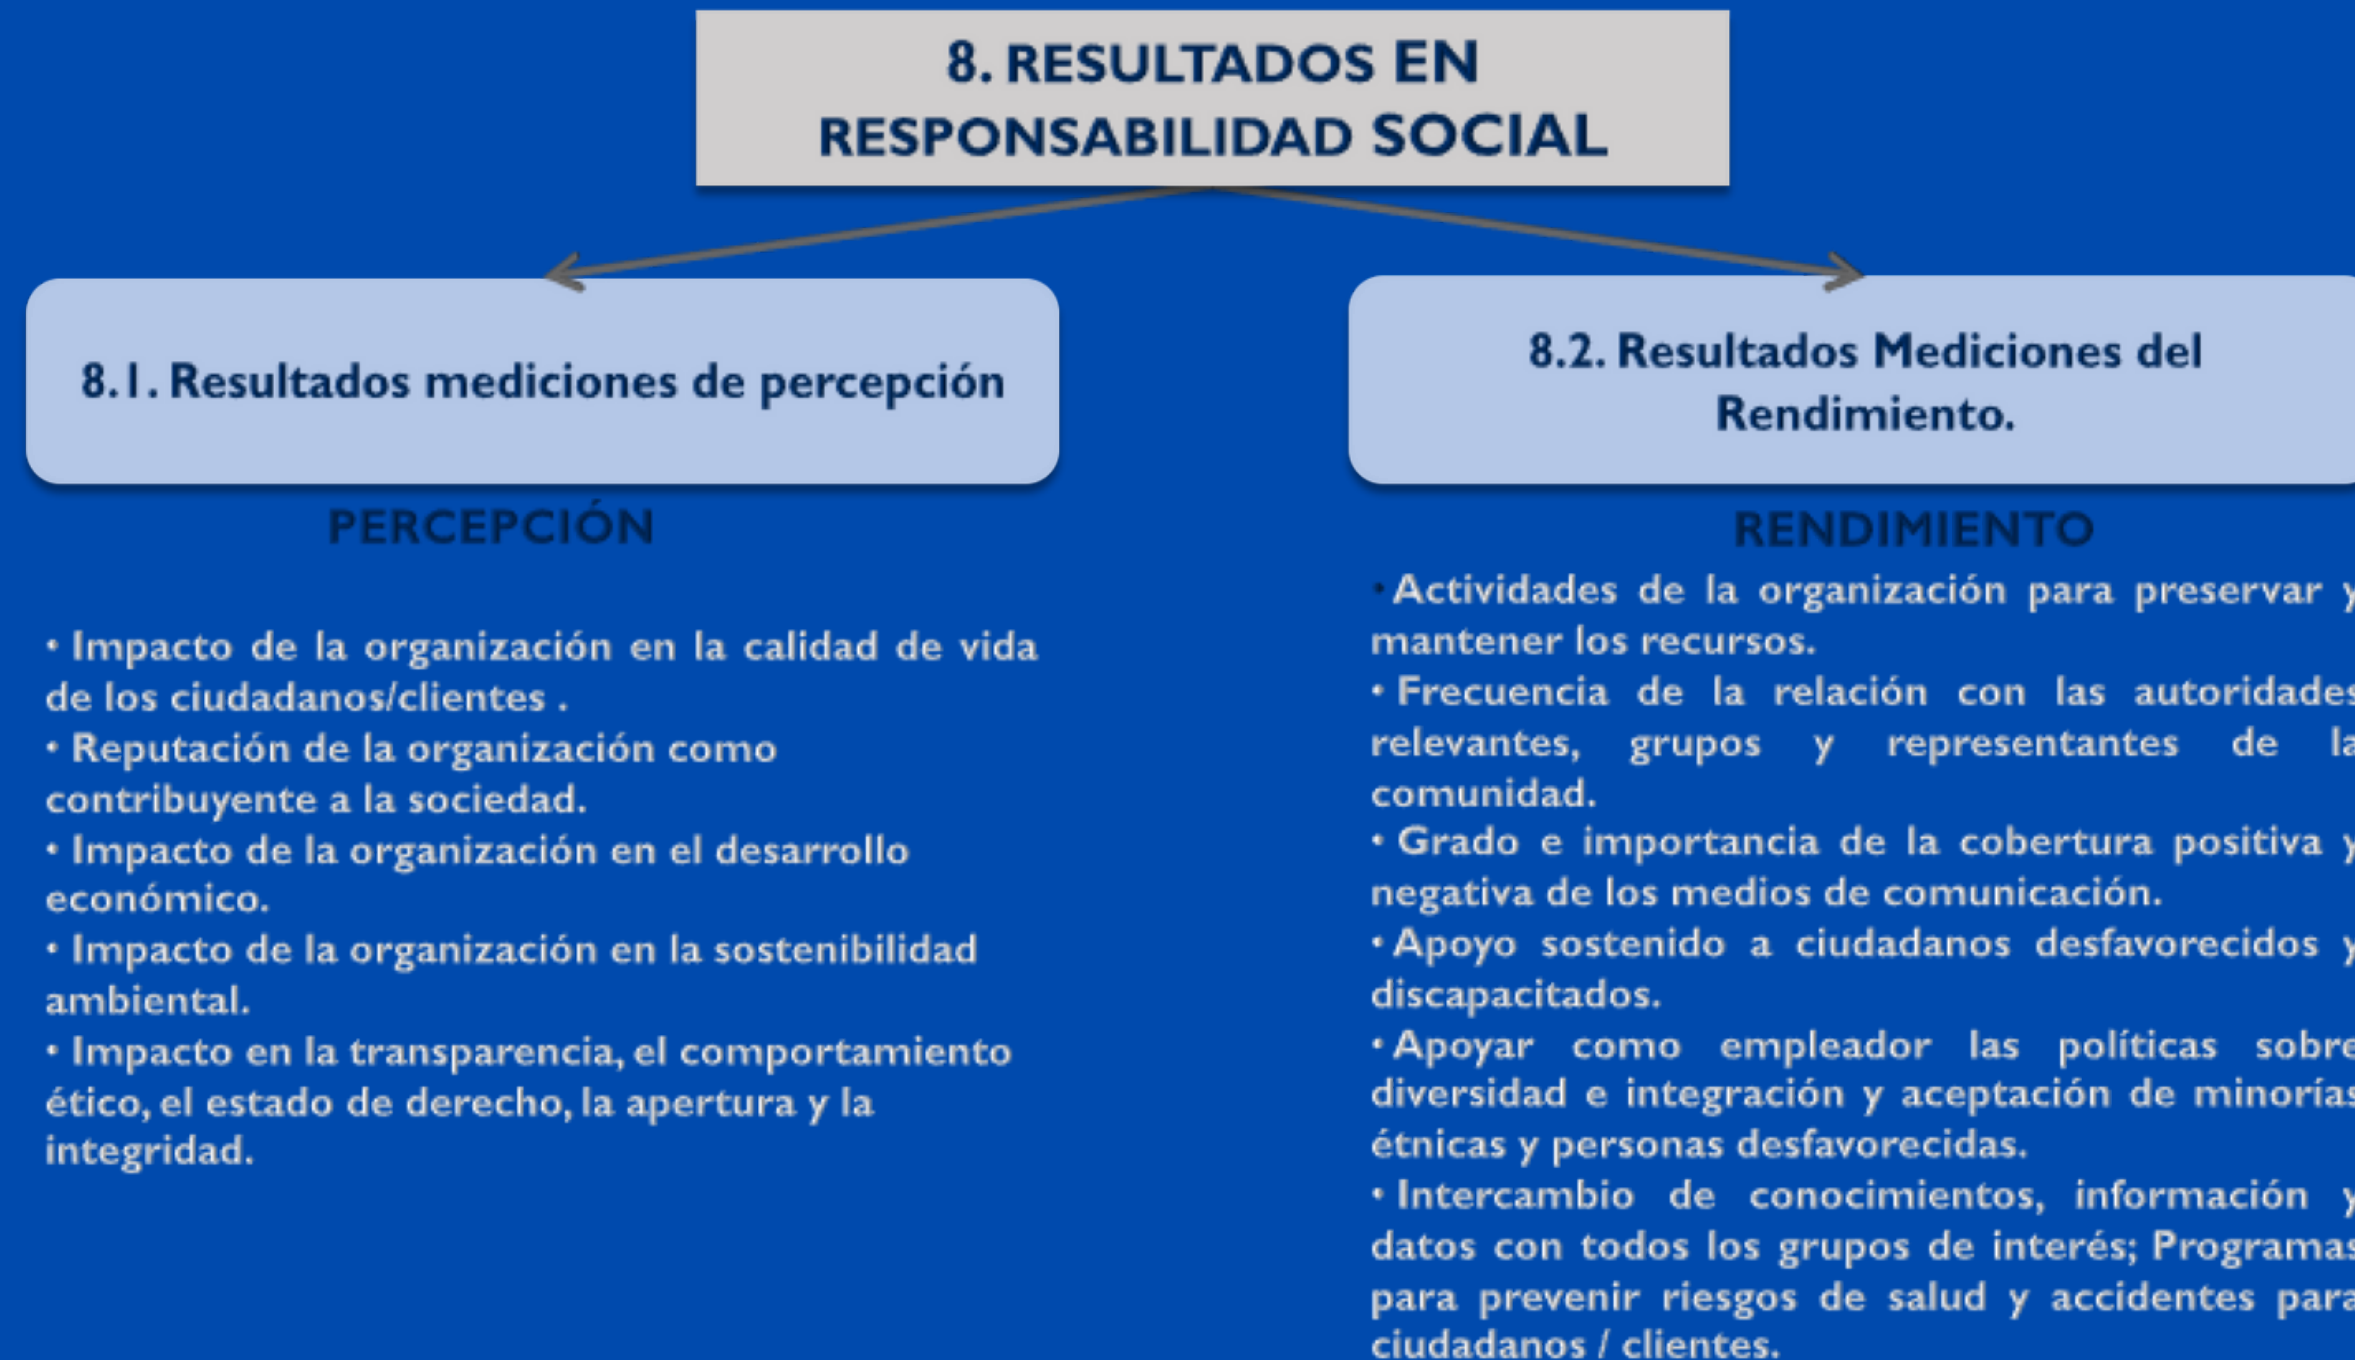 8. RESULTADOS EN
RESPONSABILIDAD SOCIAL
8.1. Resultados mediciones de percepción
PERCEPCIÓN
• Impacto de la organización en la calidad de vida
de los ciudadanos/clientes .
• Reputación de la organización como
contribuyente a la sociedad.
• Impacto de la organización en el desarrollo
económico.
• Impacto de la organización en la sostenibilidad
ambiental.
• Impacto en la transparencia, el comportamiento
ético, el estado de derecho, la apertura y la
integridad.
8.2. Resultados Mediciones del
Rendimiento.
RENDIMIENTO
• Actividades de la organización para preservar y
mantener los recursos.
• Frecuencia de la relación con las autoridades
relevantes, grupos y representantes de la
comunidad.
• Grado e importancia de la cobertura positiva y
negativa de los medios de comunicación.
• Apoyo sostenido a ciudadanos desfavorecidos y
discapacitados.
• Apoyar como empleador las políticas sobre
diversidad e integración y aceptación de minorías
étnicas y personas desfavorecidas.
• Intercambio de conocimientos, información y
datos con todos los grupos de interés; Programas
para prevenir riesgos de salud y accidentes para
ciudadanos / clientes.